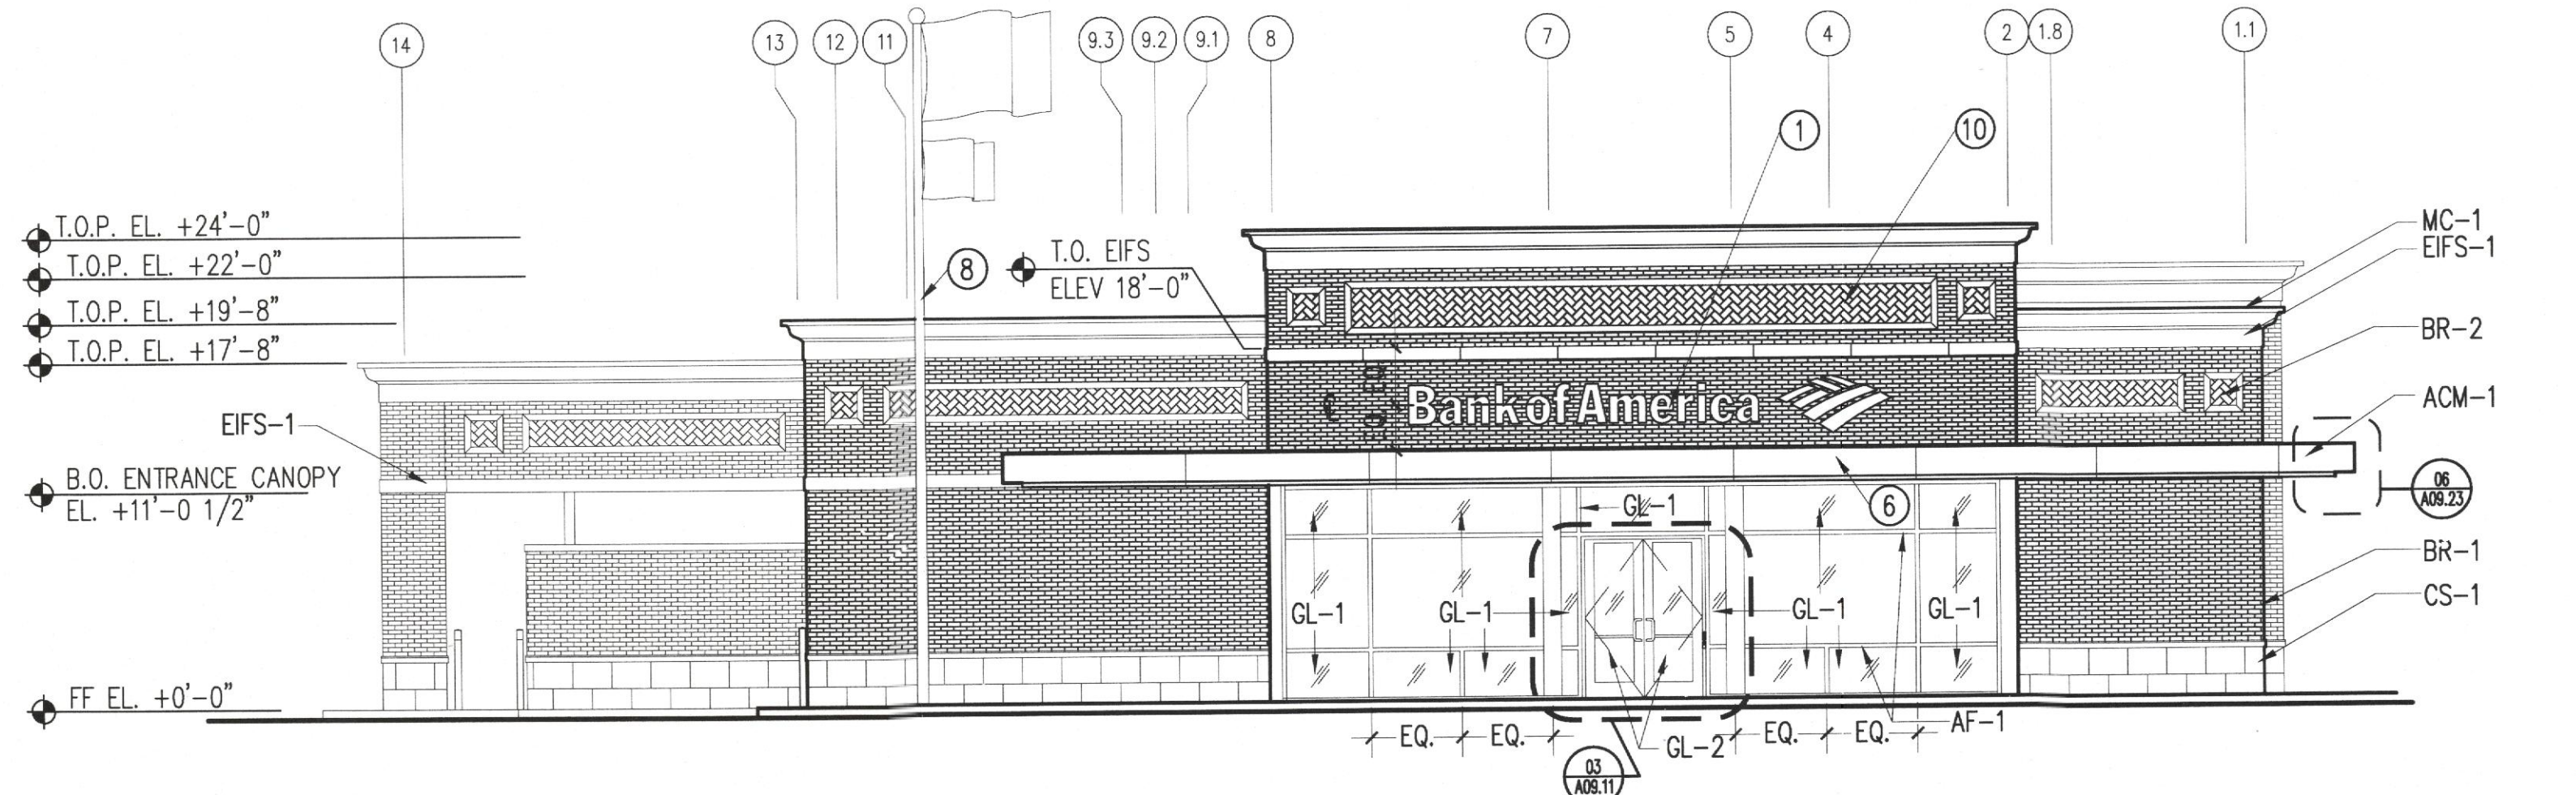 14
13
12
11
9.3
9.2
9.1
8
7
5
4
2
1.8
1.1
1
10
T.O.P. EL. +24'-0"
T.O.P. EL. +22'-0"
T.O.P. EL. +19'-8"
T.O.P. EL. +17'-8"
8
T.O. EIFS
ELEV 18'-0"
MC-1
EIFS-1
BR-2
ACM-1
EQ. EQ.
Bank of America
EIFS-1
B.O. ENTRANCE CANOPY
EL. +11'-0 1/2"
6
06
A09.23
GL-1
BR-1
CS-1
GL-1
GL-1
GL-1
GL-1
FF EL. +0'-0"
EQ.
EQ.
GL-2
EQ.
EQ.
AF-1
03
A09.11